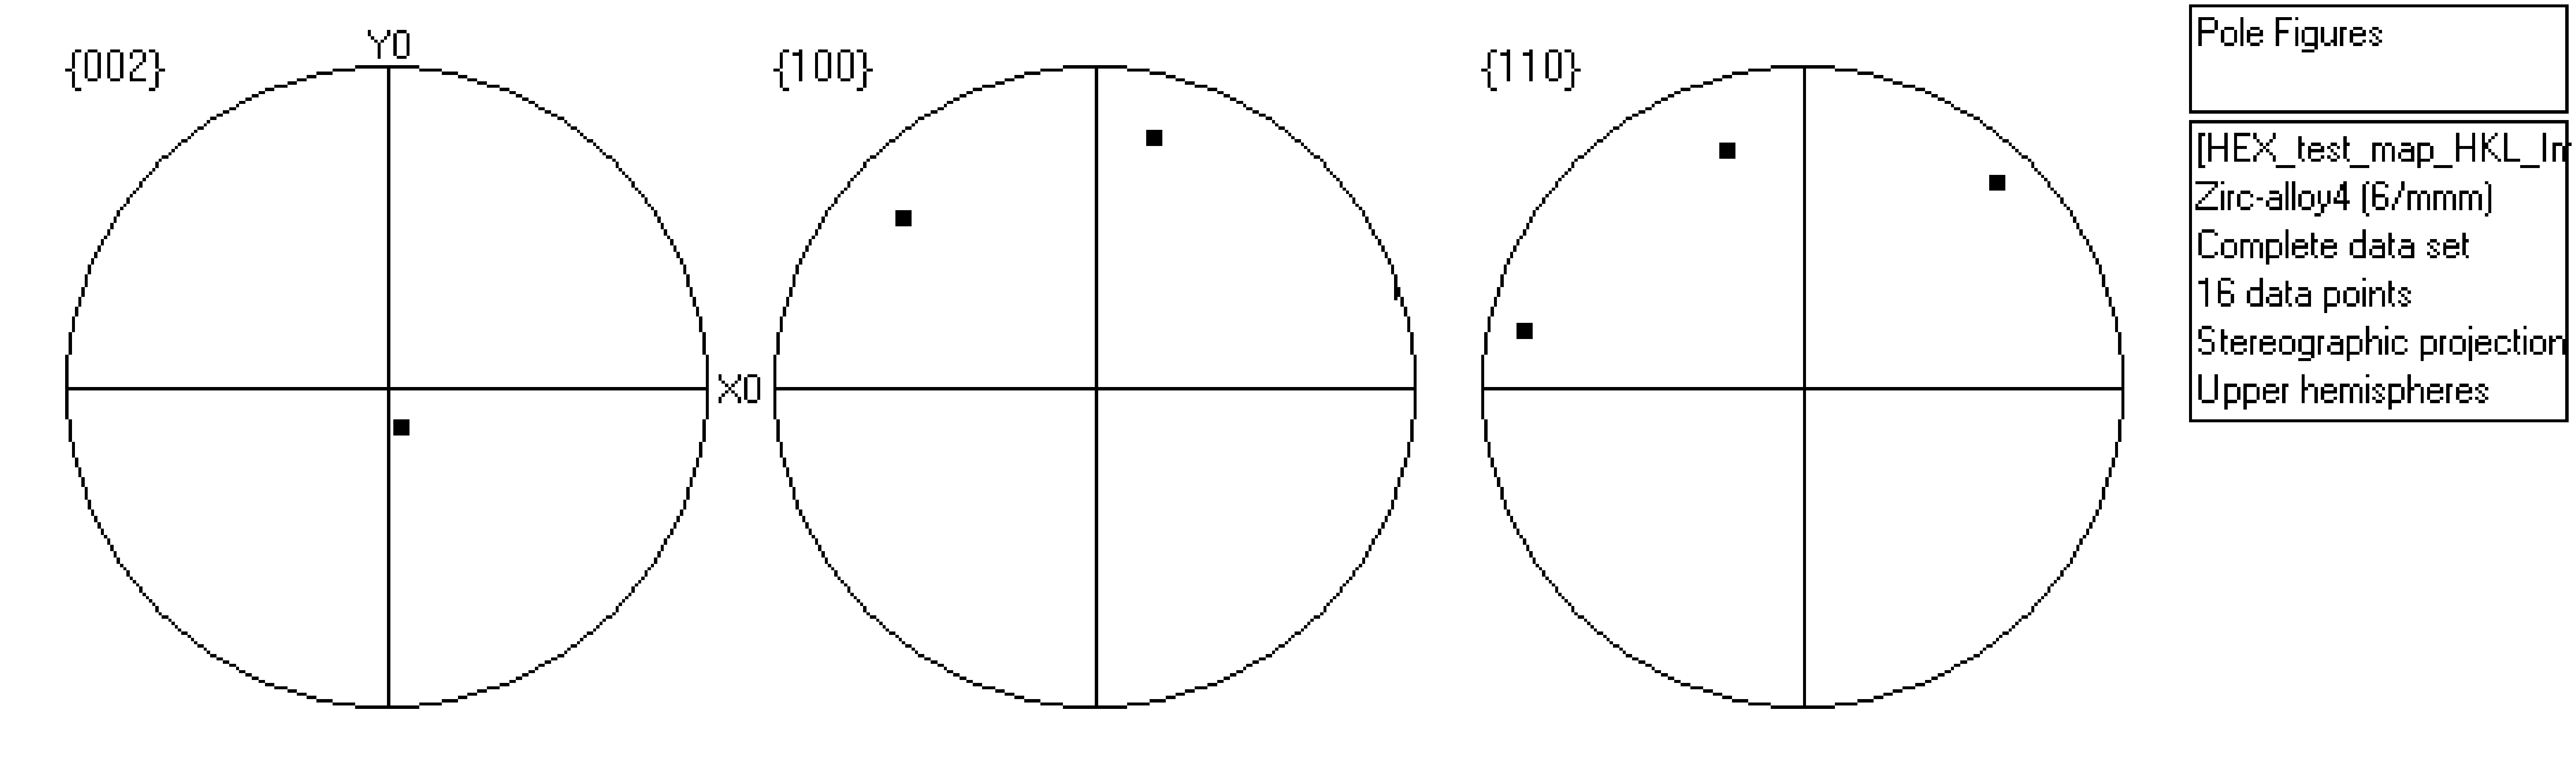 {002}
Y0
X0
{100}
{110}
Pole Figures
[HEX_test_map_HKL_In
Zirc-alloy4 (6/mmm)
Complete data set
16 data points
Stereographic projection
Upper hemispheres